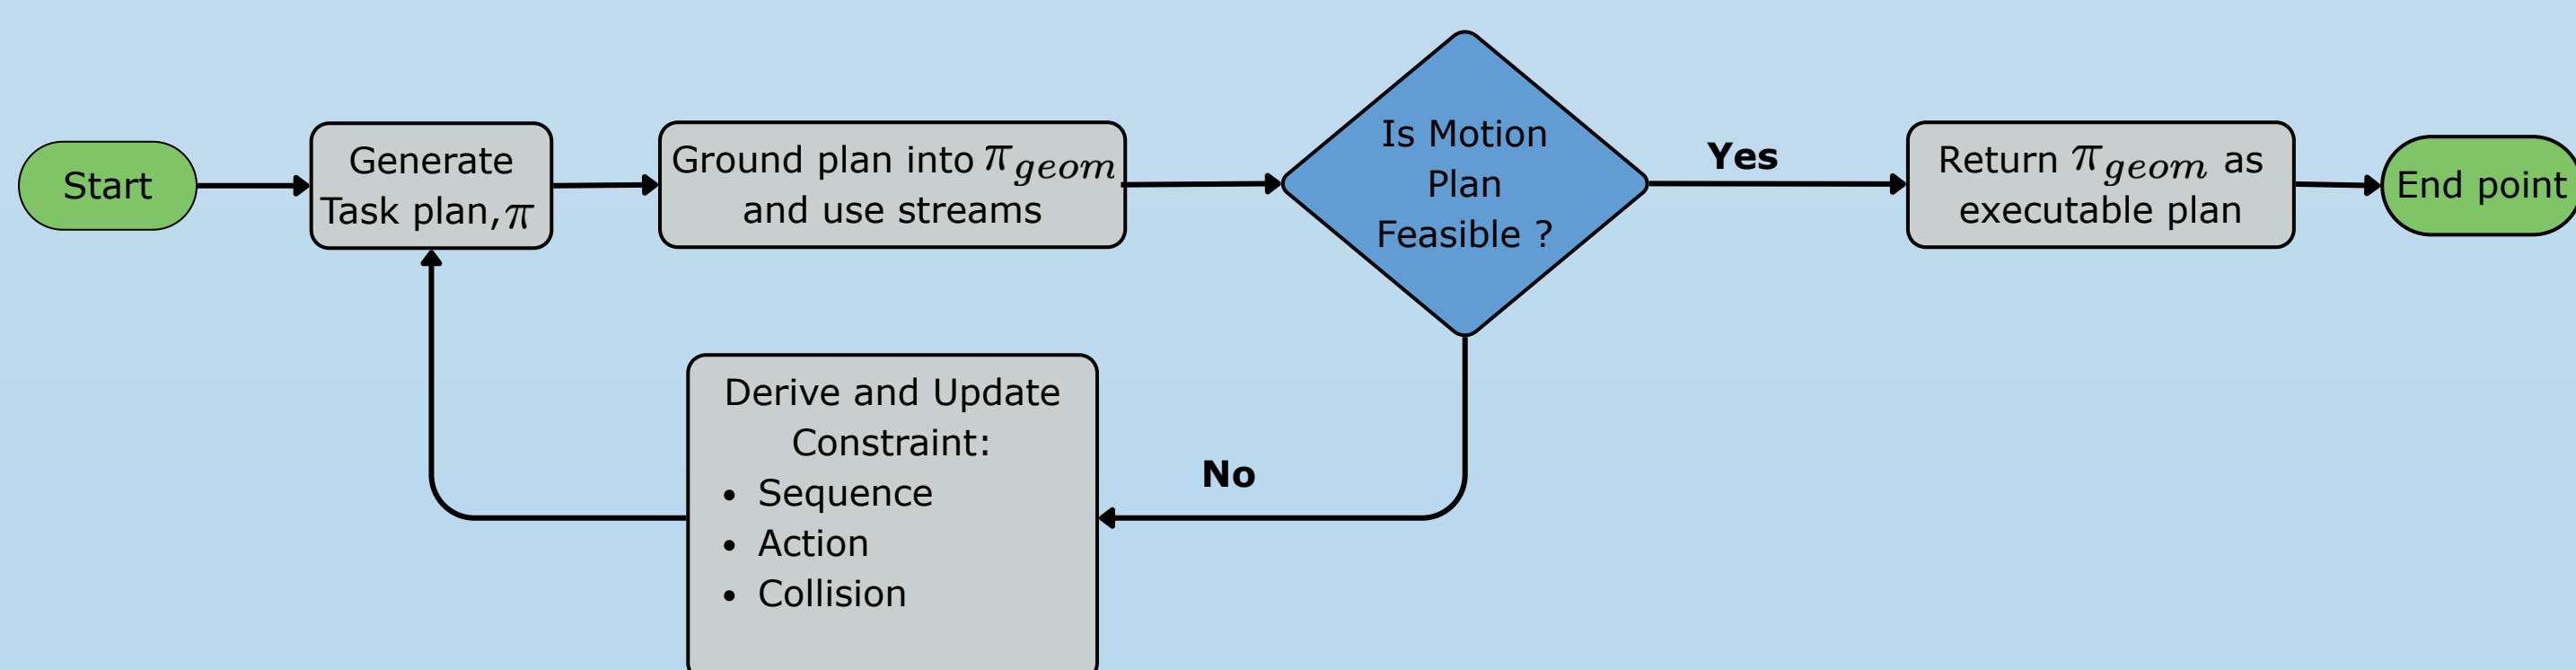 Start
Generate
Task plan, π
Ground plan into π_geom
and use streams
Is Motion
Plan
Feasible ?
Yes
Return π_geom as
executable plan
End point
No
Derive and Update
Constraint:
• Sequence
• Action
• Collision